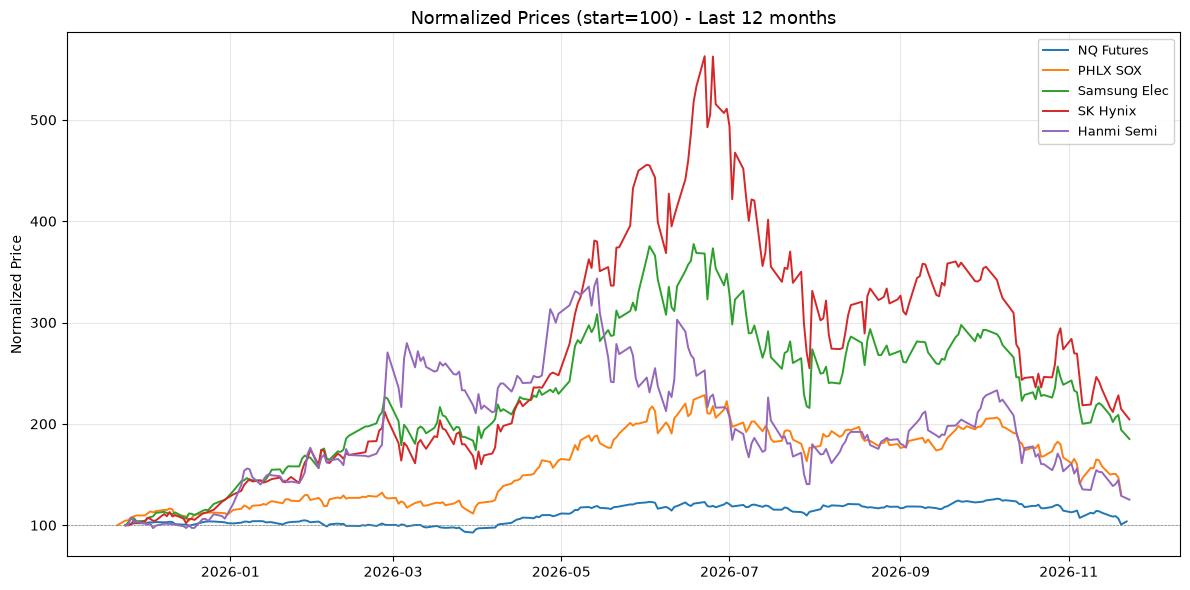 Normalized Prices (start=100) - Last 12 months
NQ Futures
PHLX SOX
Samsung Elec
SK Hynix
Hanmi Semi
Normalized Price
500
400
300
200
100
2026-01
2026-03
2026-05
2026-07
2026-09
2026-11